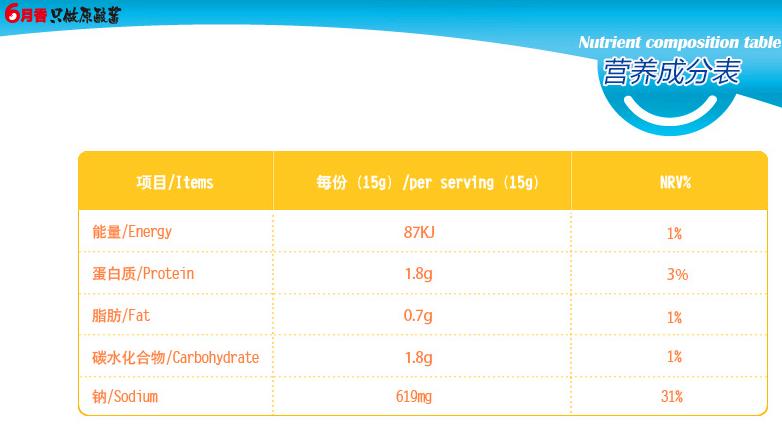 6月香 只做原酿酱
Nutrient composition table
营养成分表
项目/Items 每份 (15g) /per serving (15g) NRV%
能量/Energy 87KJ 1%
蛋白质/Protein 1.8g 3%
脂肪/Fat 0.7g 1%
碳水化合物/Carbohydrate 1.8g 1%
钠/Sodium 619mg 31%